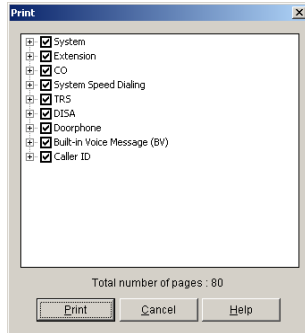 Print
System
Extension
CO
System Speed Dialing
TRS
DISA
Doorphone
Built-in Voice Message (BV)
Caller ID
Total number of pages : 80
Print
Cancel
Help